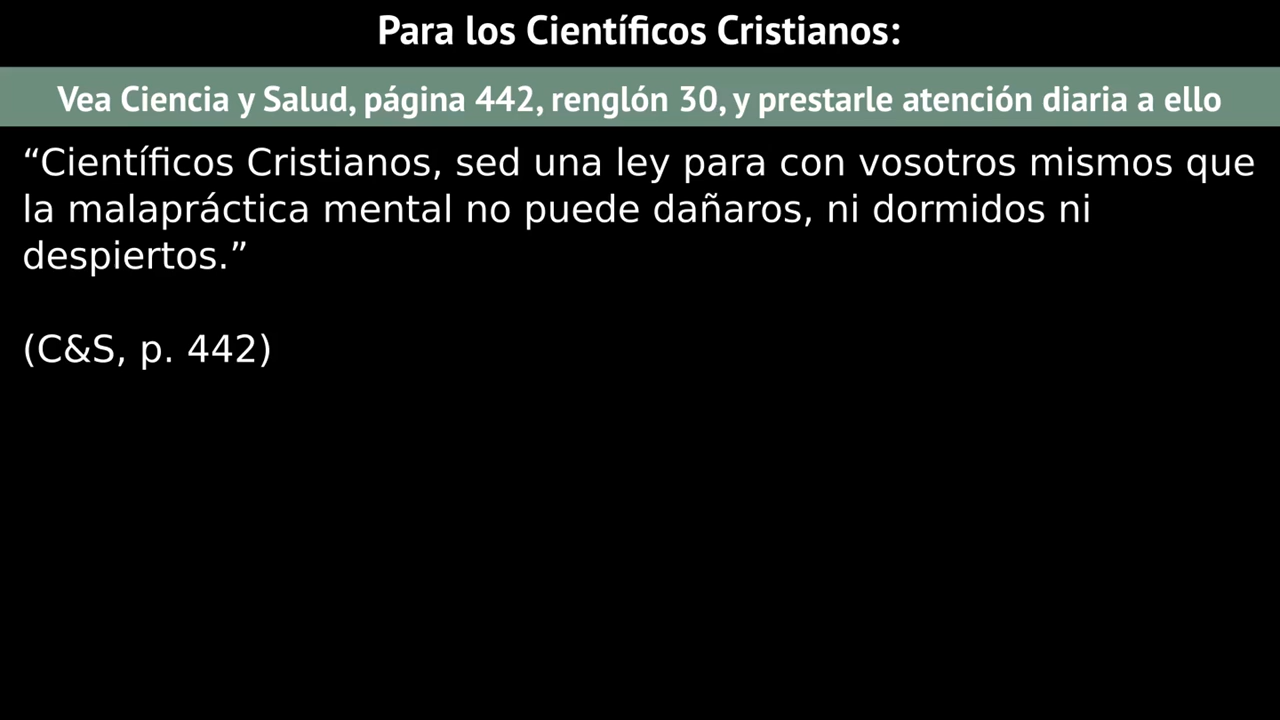 Para los Científicos Cristianos:
Vea Ciencia y Salud, página 442, renglón 30, y prestarle atención diaria a ello
“Científicos Cristianos, sed una ley para con vosotros mismos que
la malapráctica mental no puede dañaros, ni dormidos ni
despiertos.”
(C&S, p. 442)